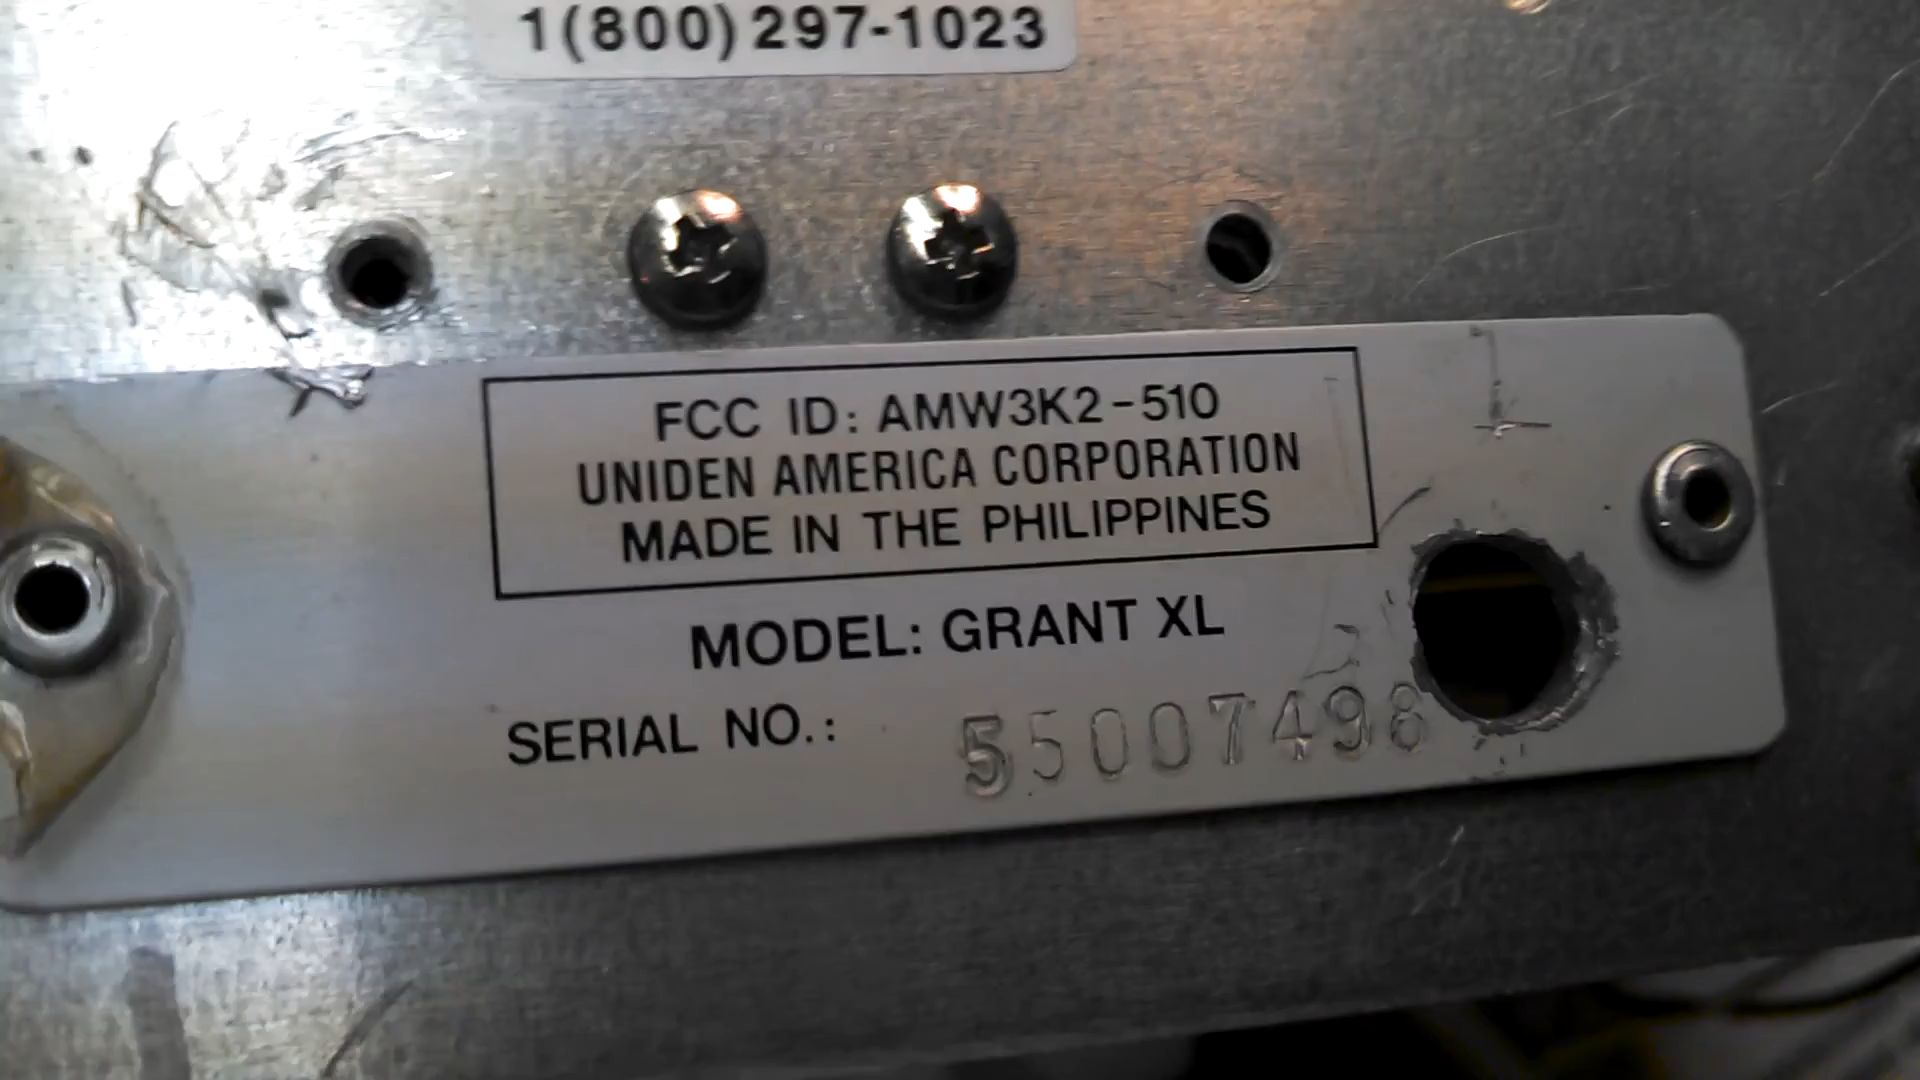 1(800)297-1023
FCC ID: AMW3K2-510
UNIDEN AMERICA CORPORATION
MADE IN THE PHILIPPINES
MODEL: GRANT XL
SERIAL NO.: 55007498